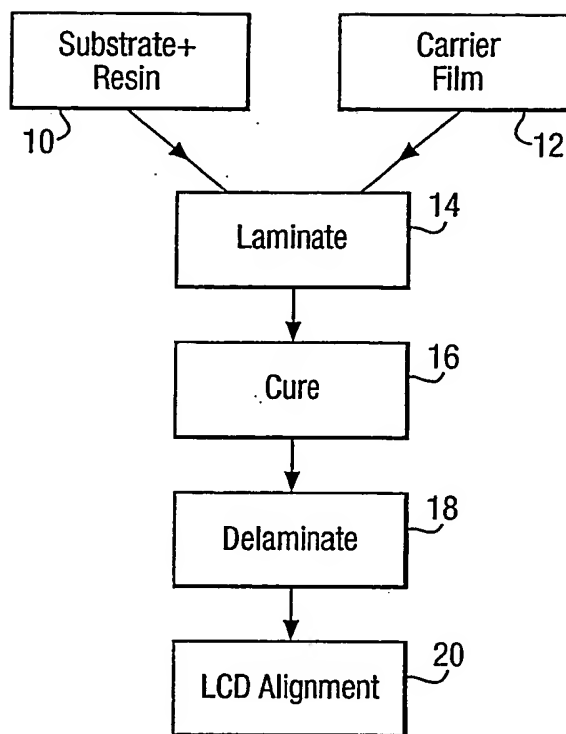 Substrate+
Resin
Carrier
Film
10
12
14
Laminate
16
Cure
18
Delaminate
20
LCD Alignment